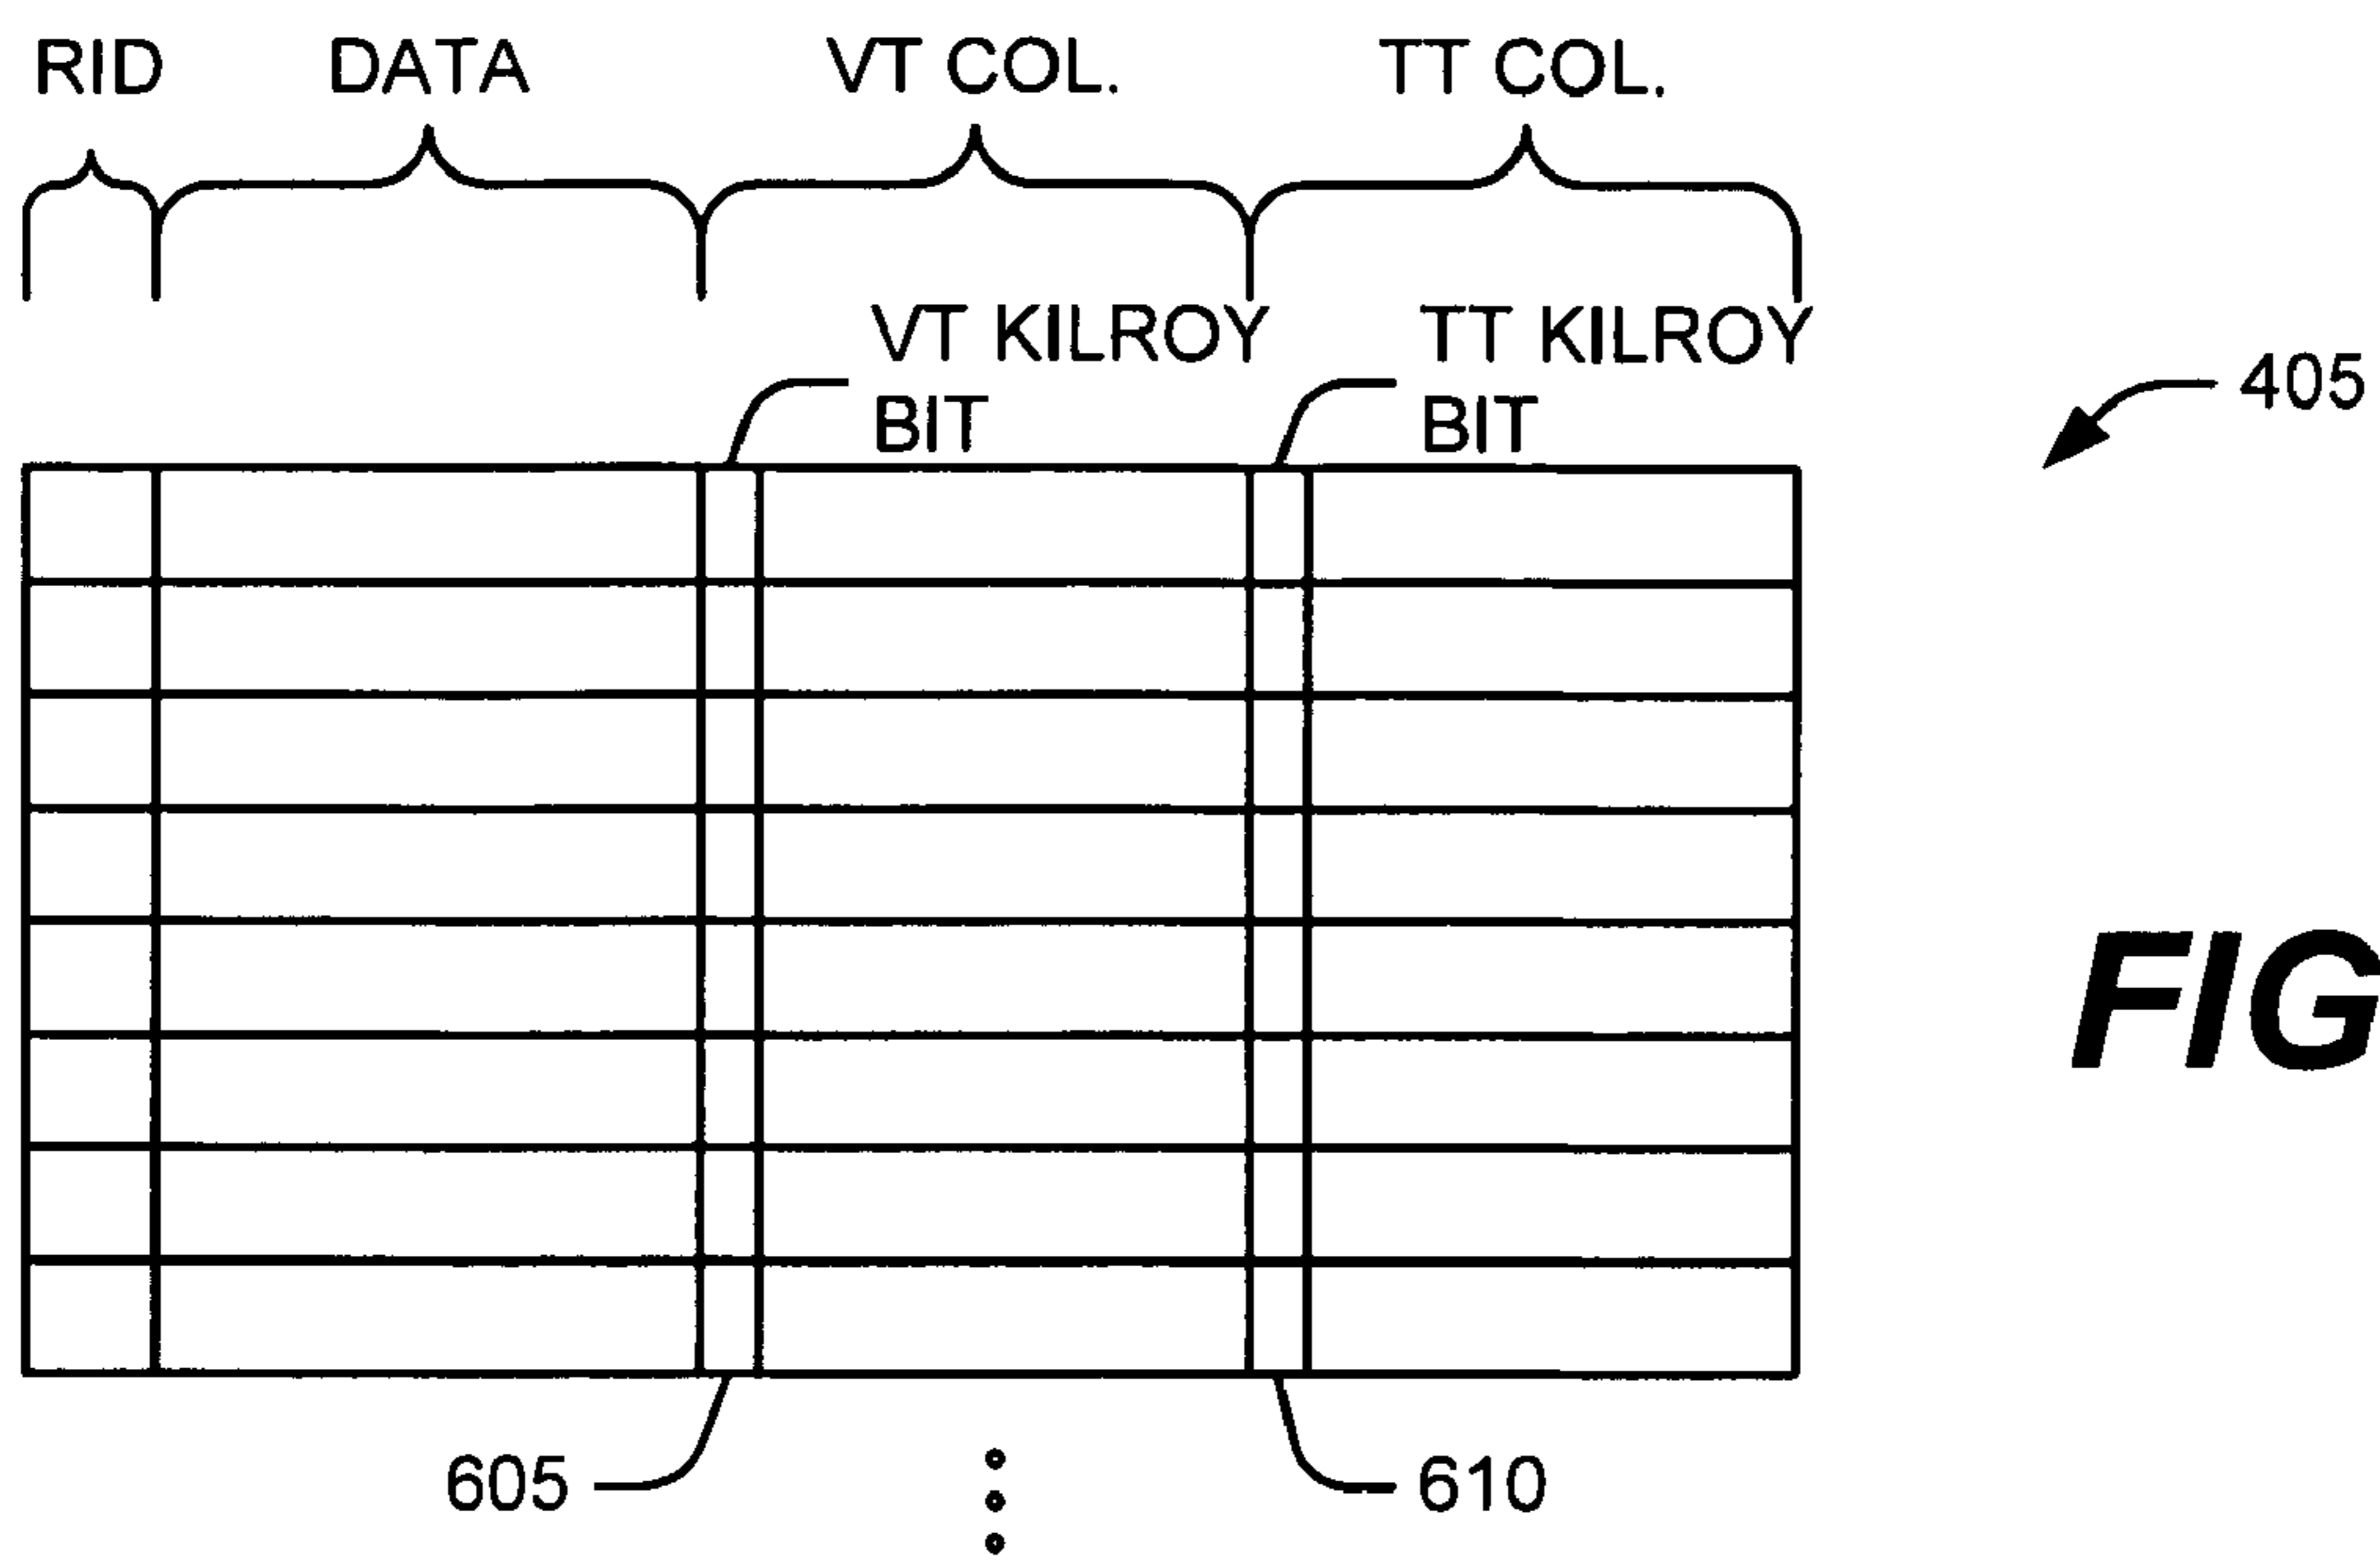 RID DATA VT COL. TT COL.
VT KILROY
BIT
TT KILROY
BIT
405
FIG
605
610